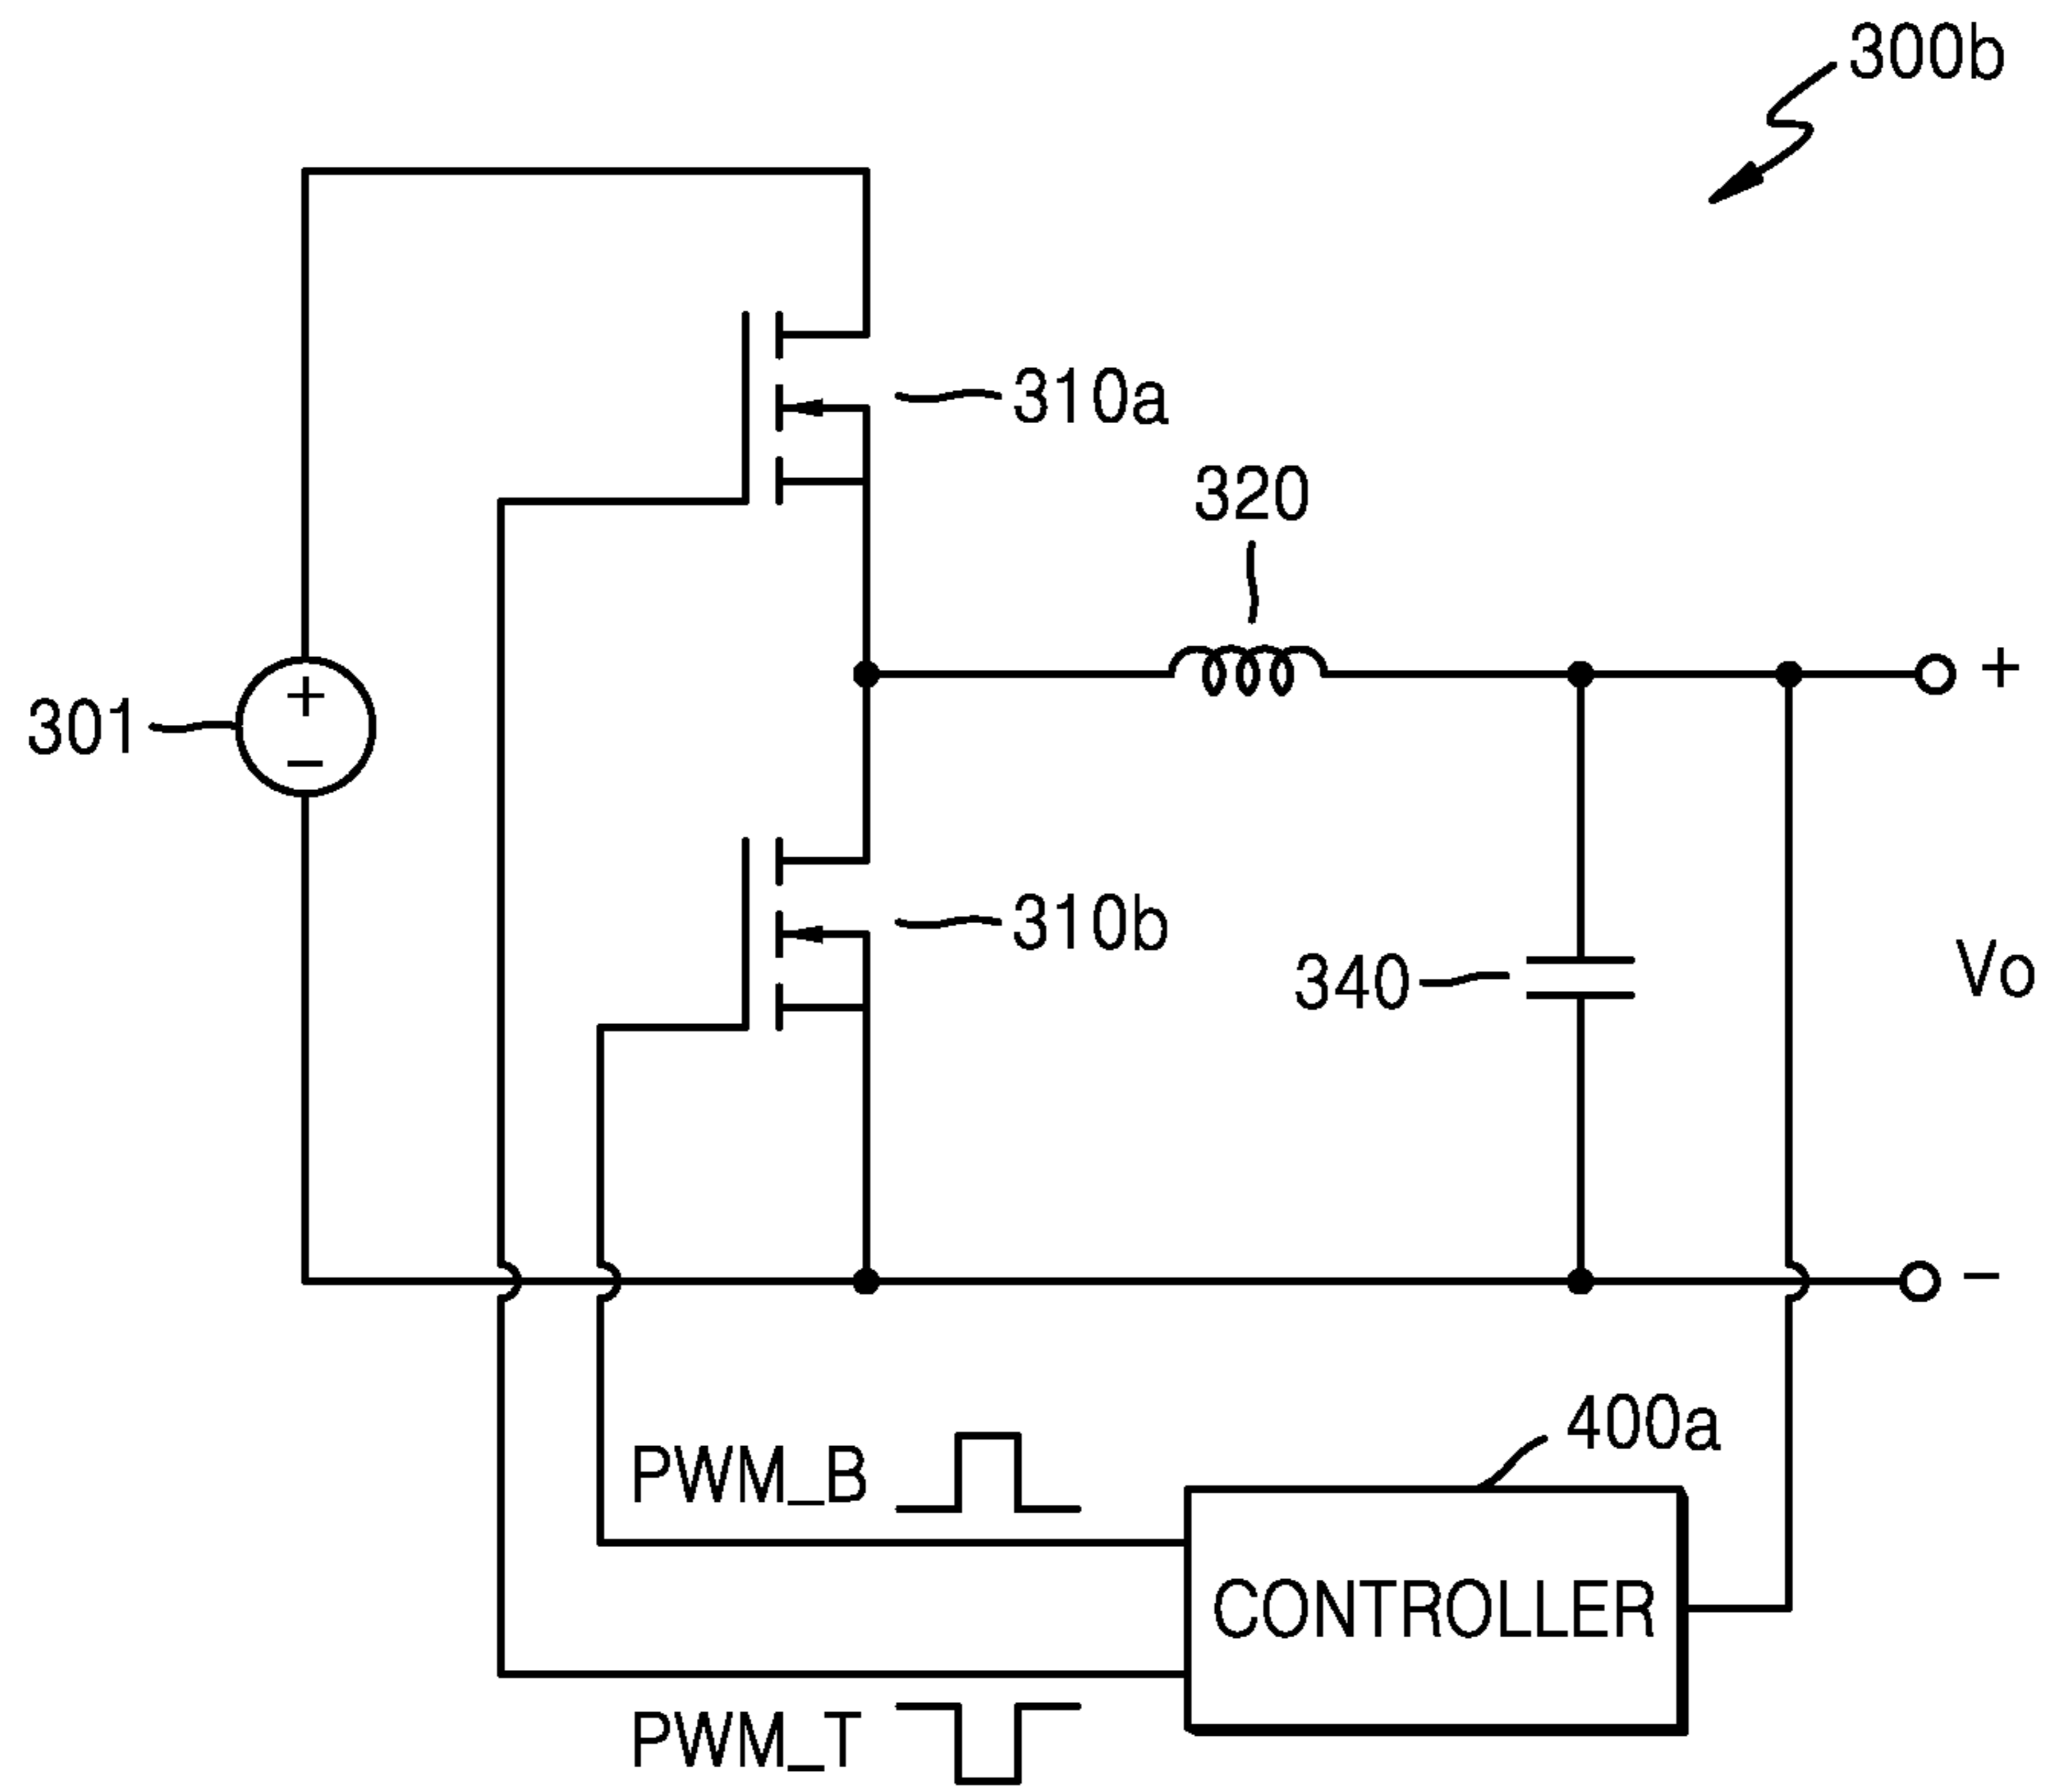 300b
310a
320
+
+
301
−
310b
340
Vo
−
400a
PWM_B
CONTROLLER
PWM_T